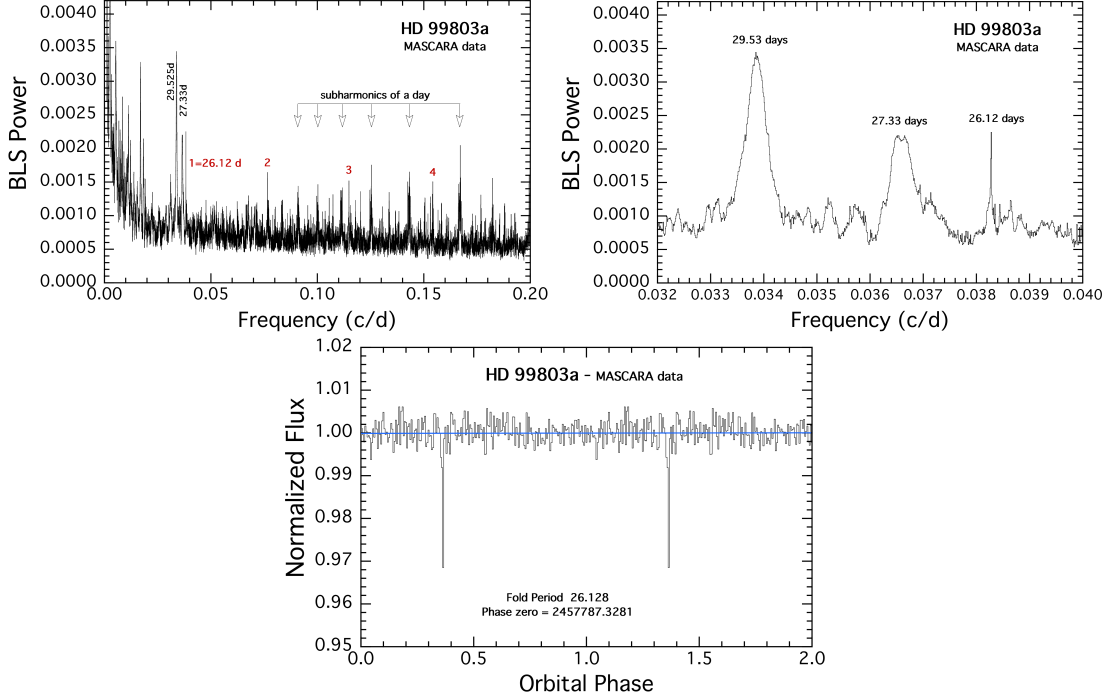 HD 99803a
MASCARA data
29.525d
27.33d
subharmonics of a day
1=26.12 d
2
3
4
0.0040
0.0035
0.0030
0.0025
0.0020
0.0015
0.0010
0.0005
0.0000
BLS Power
0.00
0.05
0.10
0.15
0.20
Frequency (c/d)
HD 99803a
MASCARA data
29.53 days
27.33 days
26.12 days
0.0040
0.0035
0.0030
0.0025
0.0020
0.0015
0.0010
0.0005
0.0000
BLS Power
0.032
0.033
0.034
0.035
0.036
0.037
0.038
0.039
0.040
Frequency (c/d)
HD 99803a - MASCARA data
1.02
1.01
1.00
0.99
0.98
0.97
0.96
0.95
Normalized Flux
Fold Period 26.128
Phase zero = 2457787.3281
0.0
0.5
1.0
1.5
2.0
Orbital Phase